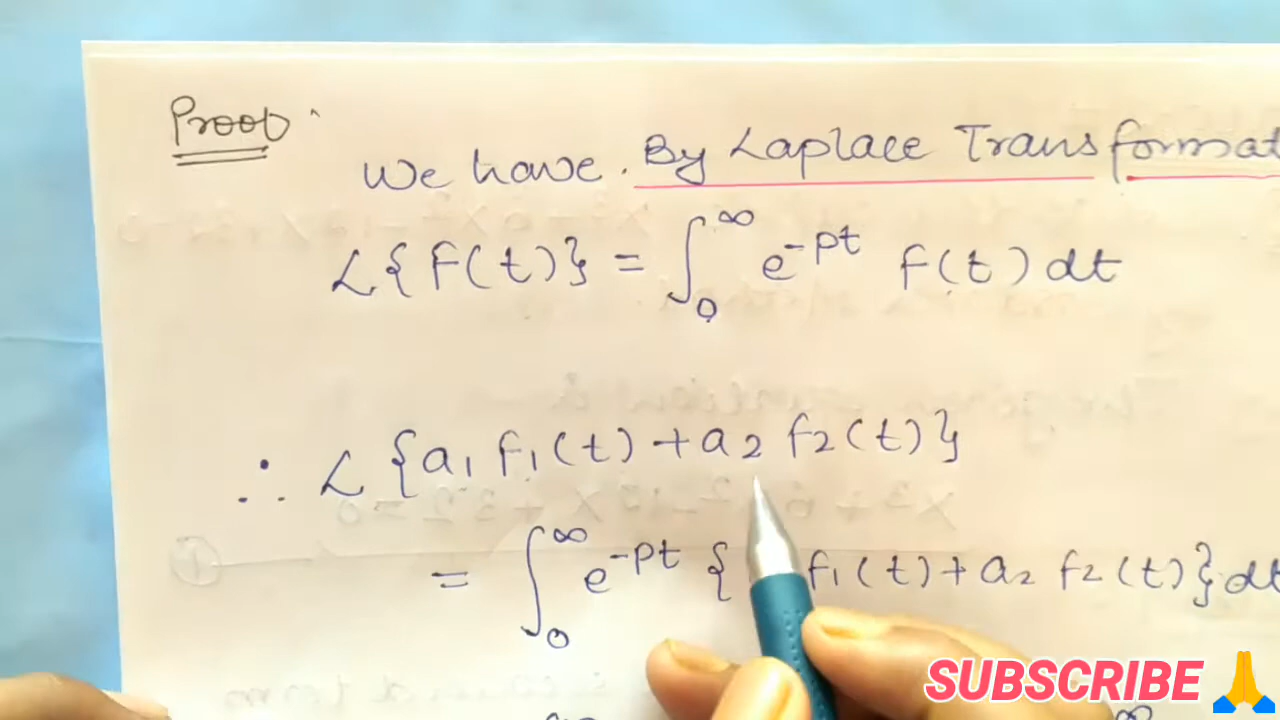 Proof.
We have. By Laplace Transformat
L{F(t)} = ∫₀^∞ e^-pt F(t) dt
∴ L {a₁ f₁(t) + a₂ f₂(t)}
= ∫₀^∞ e^-pt { f₁(t) + a₂ f₂(t)} dt
SUBSCRIBE 🙏